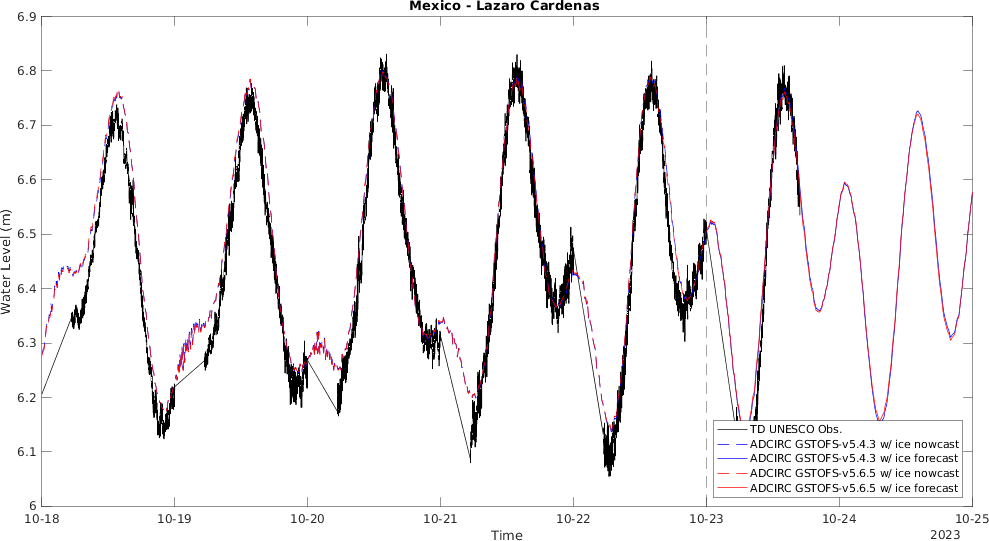 Mexico - Lazaro Cardenas
6.9
6.8
6.7
6.6
6.5
6.4
6.3
6.2
6.1
6
Water Level (m)
TD UNESCO Obs.
ADCIRC GSTOFS-v5.4.3 w/ ice nowcast
ADCIRC GSTOFS-v5.4.3 w/ ice forecast
ADCIRC GSTOFS-v5.6.5 w/ ice nowcast
ADCIRC GSTOFS-v5.6.5 w/ ice forecast
10-18 10-19 10-20 10-21 10-22 10-23 10-24 10-25
Time
2023